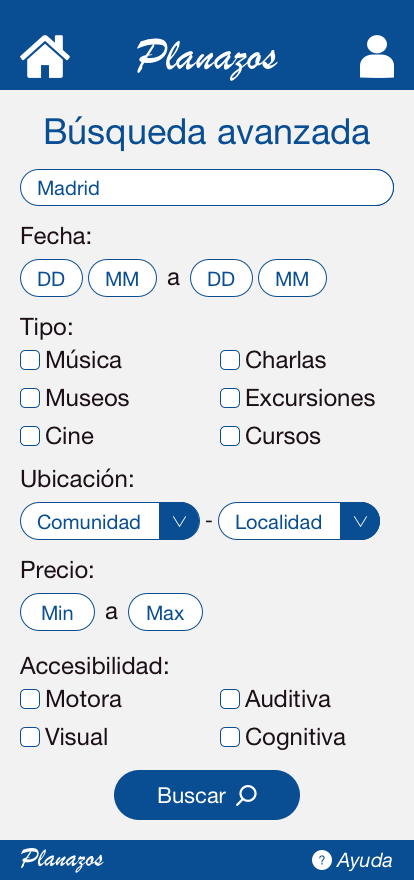 Planazos
Búsqueda avanzada
Madrid
Fecha:
DD MM a DD MM
Tipo:
Música Charlas
Museos Excursiones
Cine Cursos
Ubicación:
Comunidad - Localidad
Precio:
Min a Max
Accesibilidad:
Motora Auditiva
Visual Cognitiva
Buscar
Planazos ? Ayuda